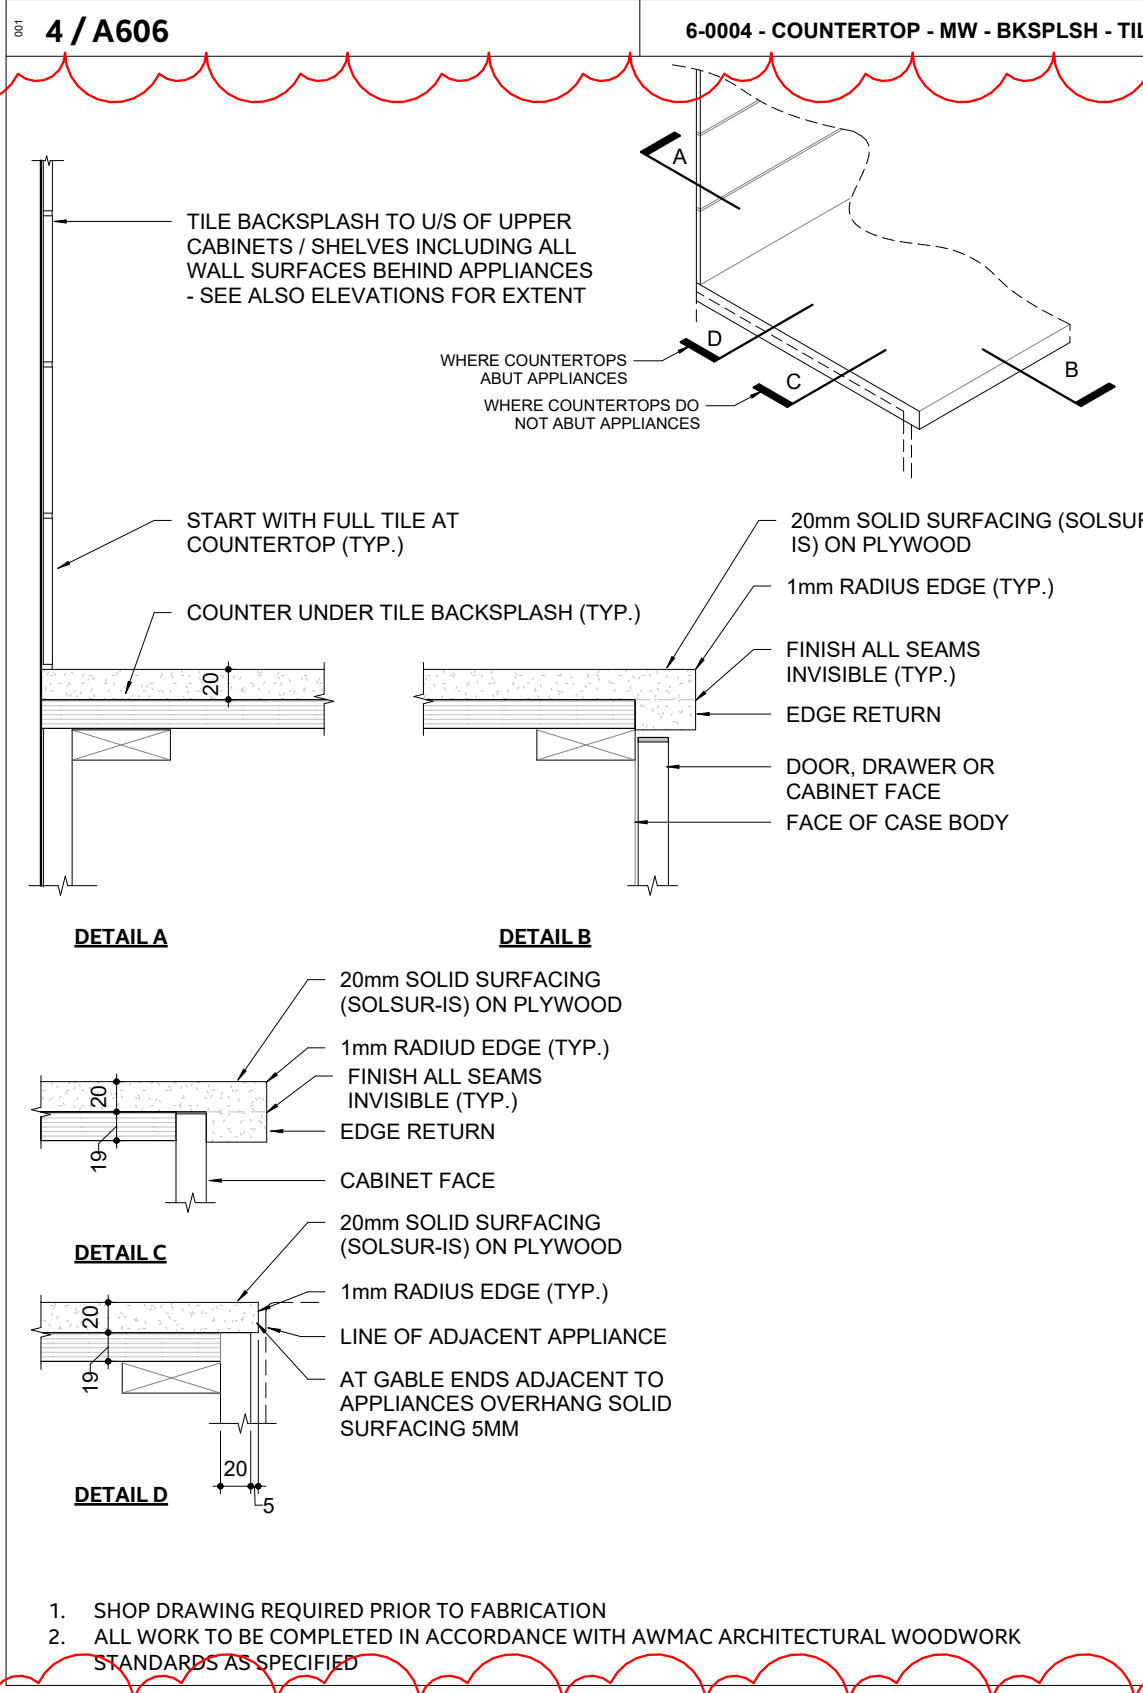 001
4 / A606
6-0004 - COUNTERTOP - MW - BKSPLSH - TIL
A
TILE BACKSPLASH TO U/S OF UPPER
CABINETS / SHELVES INCLUDING ALL
WALL SURFACES BEHIND APPLIANCES
- SEE ALSO ELEVATIONS FOR EXTENT
D
WHERE COUNTERTOPS
ABUT APPLIANCES
C
B
WHERE COUNTERTOPS DO
NOT ABUT APPLIANCES
START WITH FULL TILE AT
COUNTERTOP (TYP.)
COUNTER UNDER TILE BACKSPLASH (TYP.)
20
20mm SOLID SURFACING (SOLSUR
IS) ON PLYWOOD
1mm RADIUS EDGE (TYP.)
FINISH ALL SEAMS
INVISIBLE (TYP.)
EDGE RETURN
DOOR, DRAWER OR
CABINET FACE
FACE OF CASE BODY
DETAIL A
DETAIL B
20mm SOLID SURFACING
(SOLSUR-IS) ON PLYWOOD
1mm RADIUD EDGE (TYP.)
FINISH ALL SEAMS
INVISIBLE (TYP.)
EDGE RETURN
CABINET FACE
20
19
DETAIL C
20mm SOLID SURFACING
(SOLSUR-IS) ON PLYWOOD
1mm RADIUS EDGE (TYP.)
LINE OF ADJACENT APPLIANCE
AT GABLE ENDS ADJACENT TO
APPLIANCES OVERHANG SOLID
SURFACING 5MM
20
19
20
5
DETAIL D
1. SHOP DRAWING REQUIRED PRIOR TO FABRICATION
2. ALL WORK TO BE COMPLETED IN ACCORDANCE WITH AWMAC ARCHITECTURAL WOODWORK
STANDARDS AS SPECIFIED